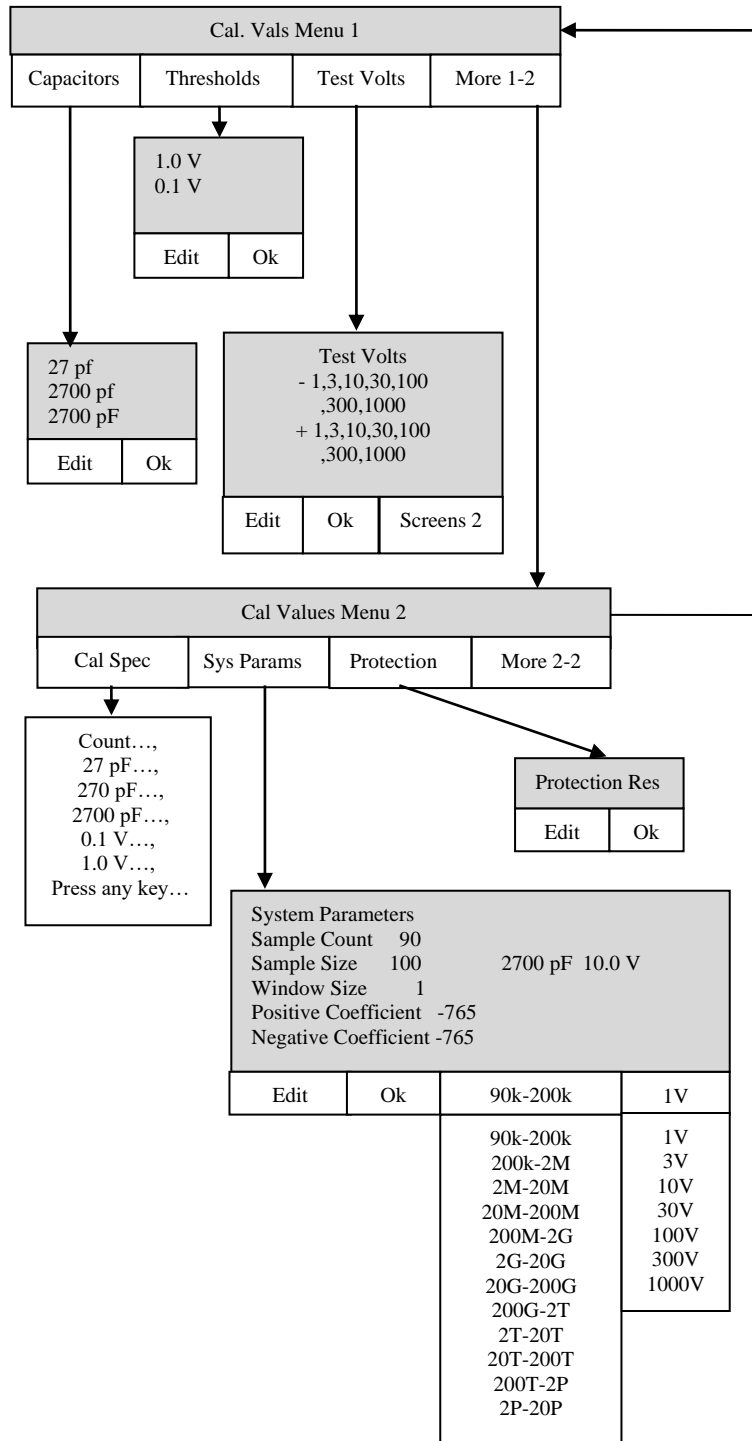 Cal. Vals Menu 1
Capacitors Thresholds Test Volts More 1-2
1.0 V
0.1 V
Edit Ok
27 pf
2700 pf
2700 pF
Edit Ok
Test Volts
- 1,3,10,30,100
,300,1000
+ 1,3,10,30,100
,300,1000
Edit Ok Screens 2
Cal Values Menu 2
Cal Spec Sys Params Protection More 2-2
Count…,
27 pF…,
270 pF…,
2700 pF…,
0.1 V…,
1.0 V…,
Press any key…
Protection Res
Edit Ok
System Parameters
Sample Count 90
Sample Size 100 2700 pF 10.0 V
Window Size 1
Positive Coefficient -765
Negative Coefficient -765
Edit Ok 90k-200k 1V
90k-200k 1V
200k-2M 3V
2M-20M 10V
20M-200M 30V
200M-2G 100V
2G-20G 300V
20G-200G 1000V
200G-2T
2T-20T
20T-200T
200T-2P
2P-20P